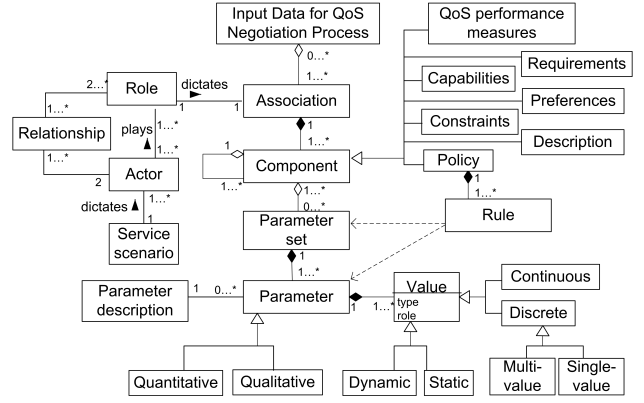 Input Data for QoS
Negotiation Process
QoS performance
measures
0...*
Requirements
2...*
Role
dictates
1...*
Capabilities
1
1
Association
Preferences
1...*
1...*
1
Constraints
Relationship
plays
1...*
Description
1...*
1...*
1
Component
Policy
2
Actor
1...*
1...*
1
1...*
0...*
1...*
dictates
1
Parameter
set
Rule
Service
scenario
1
1...*
Value
Continuous
Parameter
description
1
0...*
Parameter
1
1...*
type
role
Discrete
Quantitative
Qualitative
Dynamic
Static
Multi-
value
Single-
value